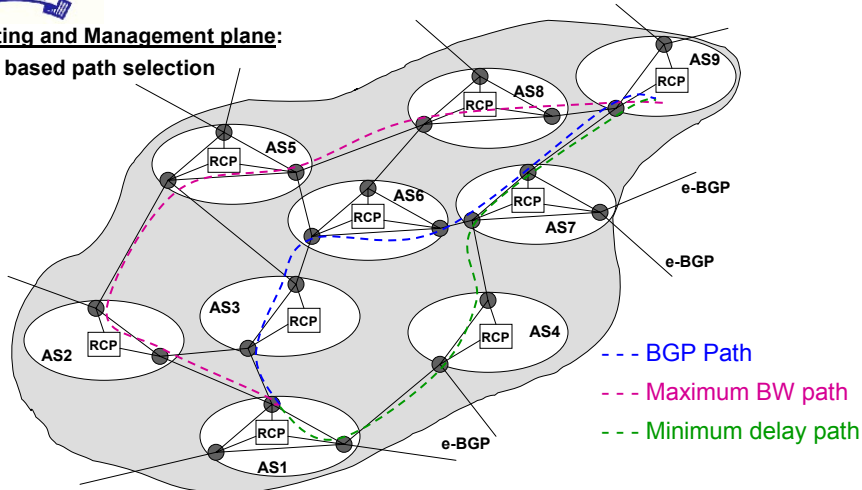 ting and Management plane:
based path selection
AS9
RCP
AS8
RCP
AS5
RCP
AS6
RCP
RCP
AS7
e-BGP
e-BGP
AS3
RCP
AS4
RCP
AS2
RCP
RCP
AS1
e-BGP
- - - BGP Path
- - - Maximum BW path
- - - Minimum delay path